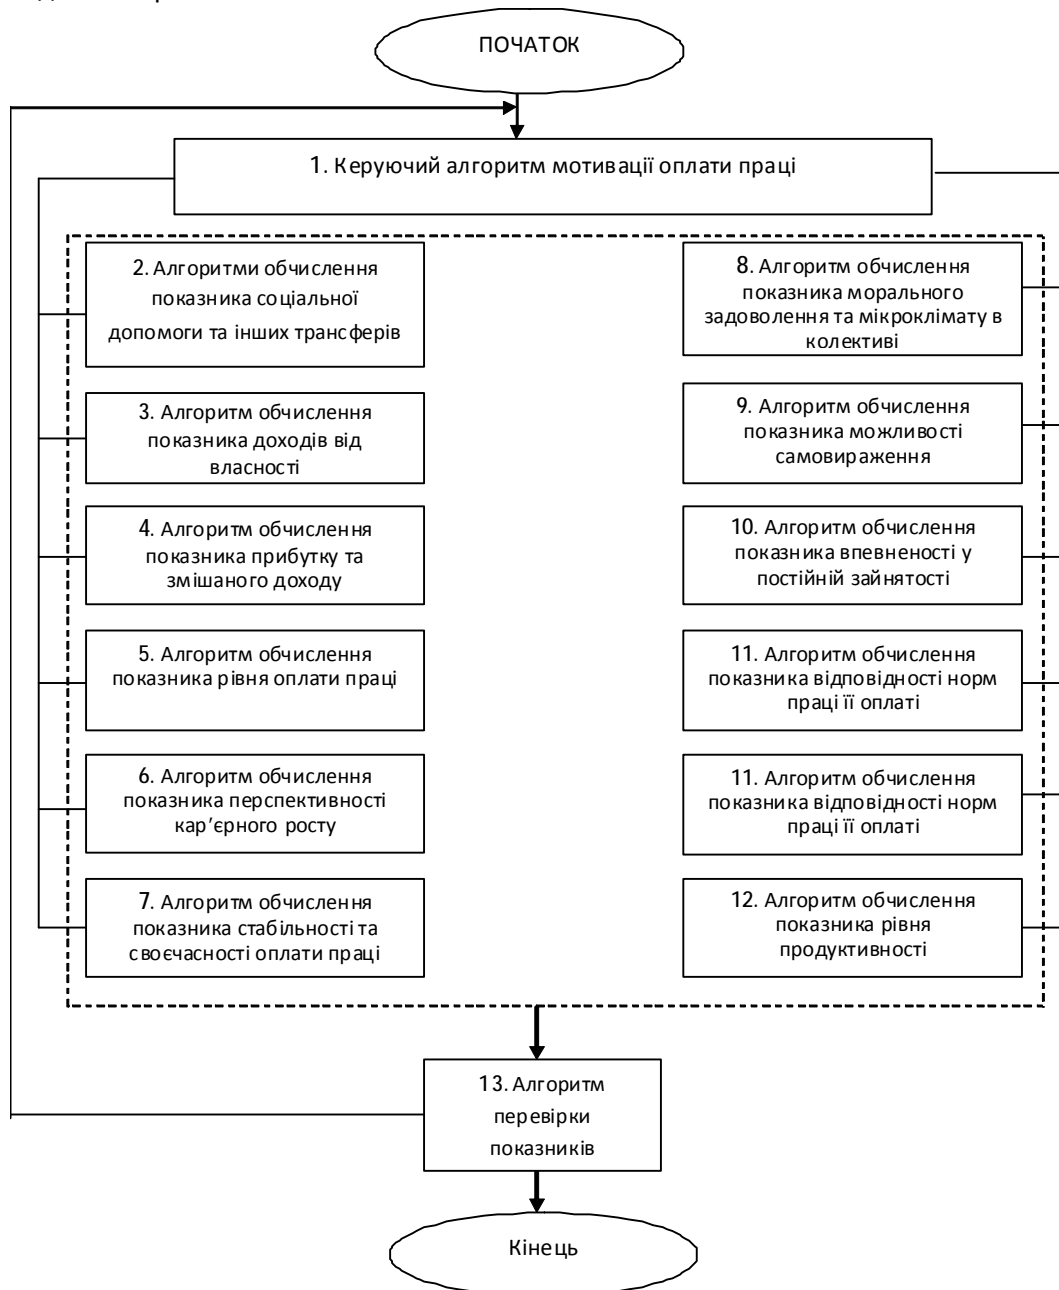 ПОЧАТОК
1. Керуючий алгоритм мотивації оплати праці
2. Алгоритми обчислення
показника соціальної
допомоги та інших трансферів
3. Алгоритм обчислення
показника доходів від
власності
4. Алгоритм обчислення
показника прибутку та
змішаного доходу
5. Алгоритм обчислення
показника рівня оплати праці
6. Алгоритм обчислення
показника перспективності
кар’єрного росту
7. Алгоритм обчислення
показника стабільності та
своєчасності оплати праці
8. Алгоритм обчислення
показника морального
задоволення та мікроклімату в
колективі
9. Алгоритм обчислення
показника можливості
самовираження
10. Алгоритм обчислення
показника впевненості у
постійній зайнятості
11. Алгоритм обчислення
показника відповідності норм
праці її оплаті
11. Алгоритм обчислення
показника відповідності норм
праці її оплаті
12. Алгоритм обчислення
показника рівня
продуктивності
13. Алгоритм
перевірки
показників
Кінець